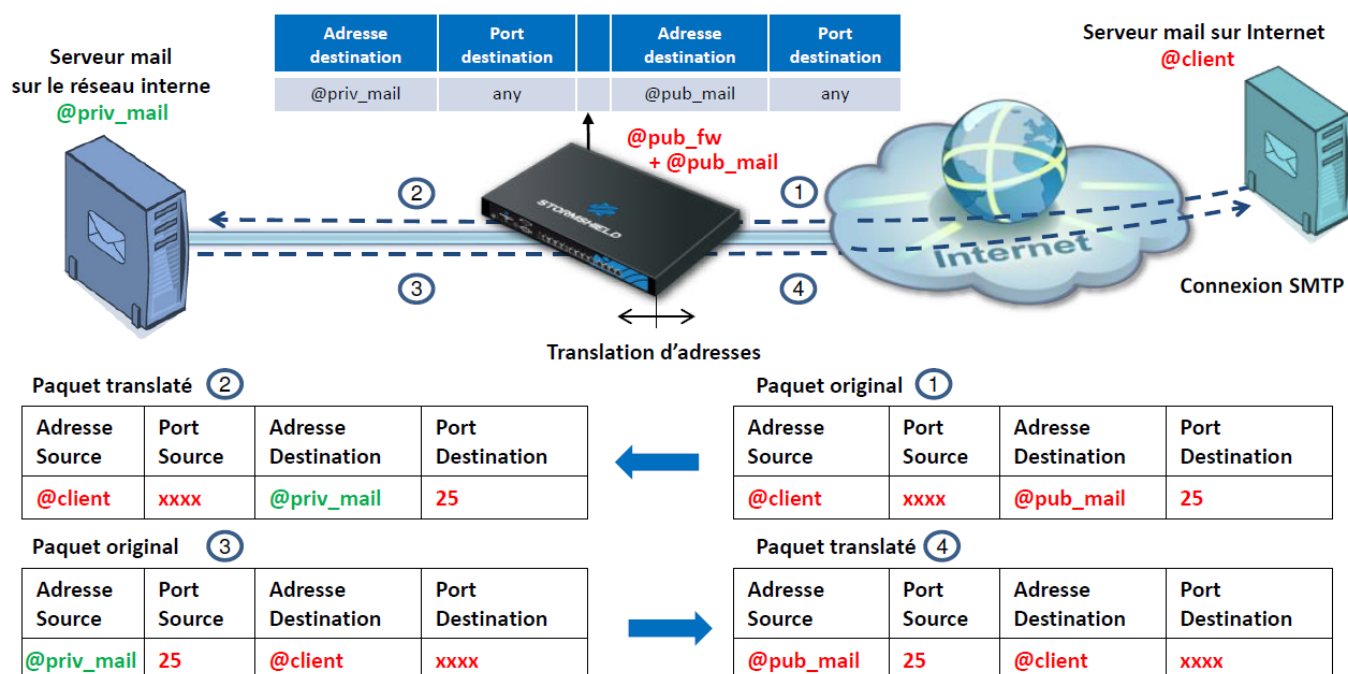 Serveur mail
sur le réseau interne
@priv_mail
Adresse destination | Port destination | | Adresse destination | Port destination
@priv_mail | any | | @pub_mail | any
Serveur mail sur Internet
@client
@pub_fw
+ @pub_mail
2
1
STORMSHIELD
Internet
3
4
Connexion SMTP
Translation d'adresses
Paquet translaté 2
Adresse Source | Port Source | Adresse Destination | Port Destination
@client | xxxx | @priv_mail | 25
Paquet original 1
Adresse Source | Port Source | Adresse Destination | Port Destination
@client | xxxx | @pub_mail | 25
Paquet original 3
Adresse Source | Port Source | Adresse Destination | Port Destination
@priv_mail | 25 | @client | xxxx
Paquet translaté 4
Adresse Source | Port Source | Adresse Destination | Port Destination
@pub_mail | 25 | @client | xxxx